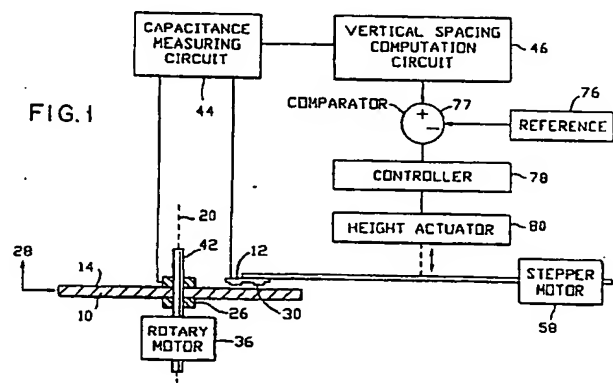 CAPACITANCE
MEASURING
CIRCUIT
44
VERTICAL SPACING
COMPUTATION
CIRCUIT
46
FIG. 1
COMPARATOR
+
−
77
76
REFERENCE
CONTROLLER
78
HEIGHT ACTUATOR
80
20
42
12
28
14
10
26
30
ROTARY
MOTOR
36
STEPPER
MOTOR
58